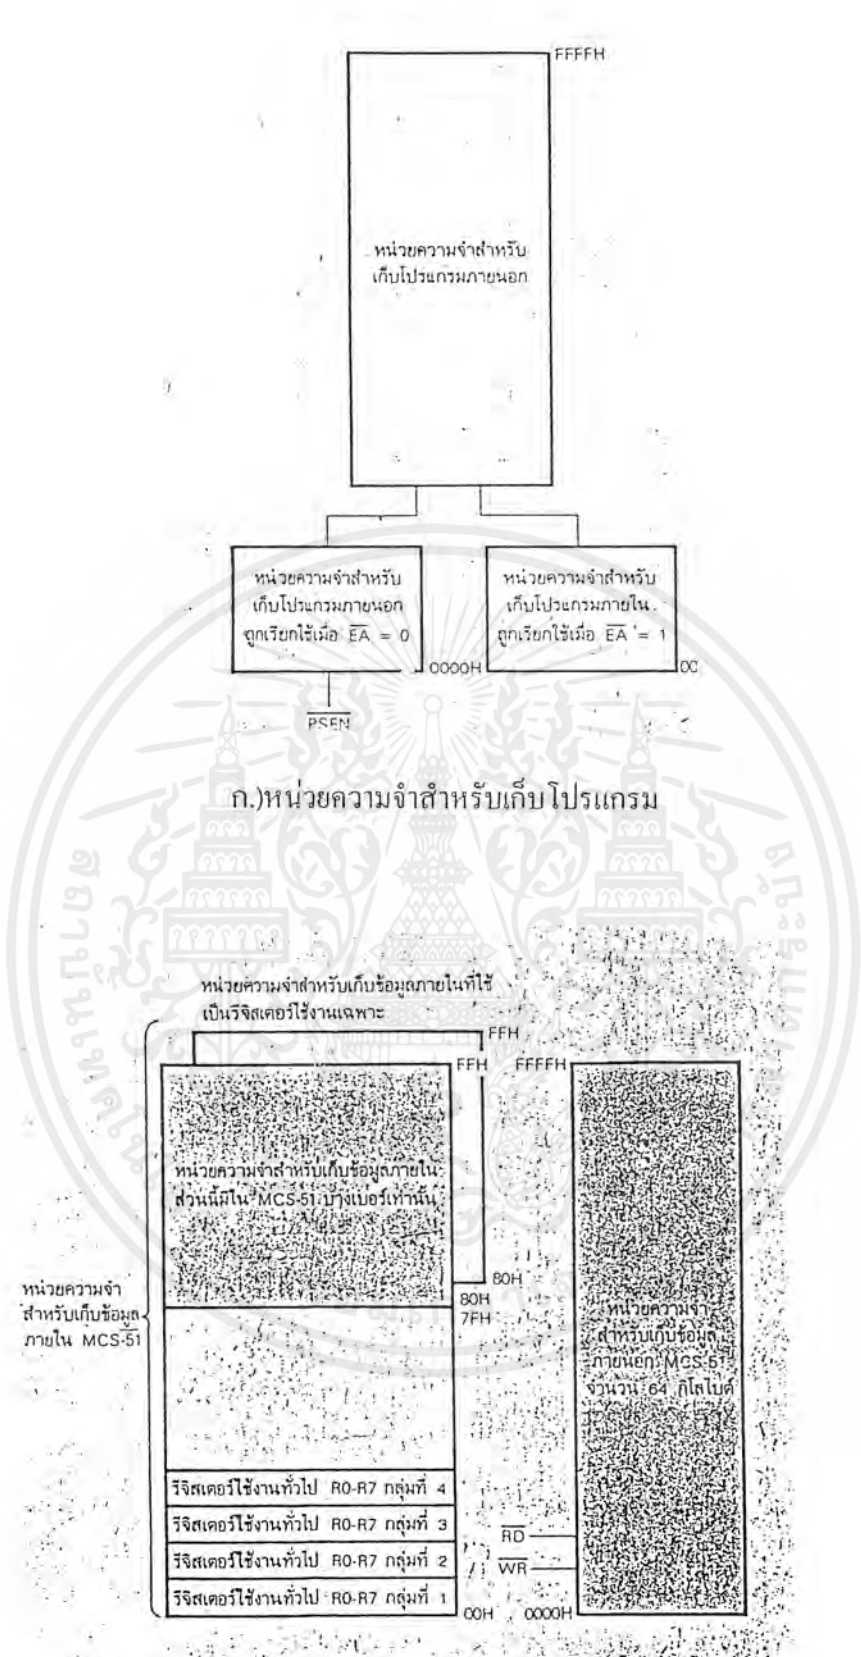 FFFFH
หน่วยความจำสำหรับ
เก็บโปรแกรมภายนอก
หน่วยความจำสำหรับ
เก็บโปรแกรมภายนอก
ถูกเรียกใช้เมื่อ EA = 0
0000H
หน่วยความจำสำหรับ
เก็บโปรแกรมภายใน
ถูกเรียกใช้เมื่อ EA = 1
00
PSEN
ก.)หน่วยความจำสำหรับเก็บโปรแกรม
หน่วยความจำสำหรับเก็บข้อมูลภายในที่ใช้
เป็นรีจิสเตอร์ใช้งานเฉพาะ
FFH
FFH
FFFFH
หน่วยความจำสำหรับเก็บข้อมูลภายใน
ส่วนนี้มีใน MCS-51 บางเบอร์เท่านั้น
80H
80H
7FH
หน่วยความจำ
สำหรับเก็บข้อมูล
ภายใน MCS-51
หน่วยความจำ
สำหรับเก็บข้อมูล
ภายนอก MCS-51
จำนวน 64 กิโลไบต์
รีจิสเตอร์ใช้งานทั่วไป R0-R7 กลุ่มที่ 4
รีจิสเตอร์ใช้งานทั่วไป R0-R7 กลุ่มที่ 3
RD
รีจิสเตอร์ใช้งานทั่วไป R0-R7 กลุ่มที่ 2
WR
รีจิสเตอร์ใช้งานทั่วไป R0-R7 กลุ่มที่ 1
00H
0000H